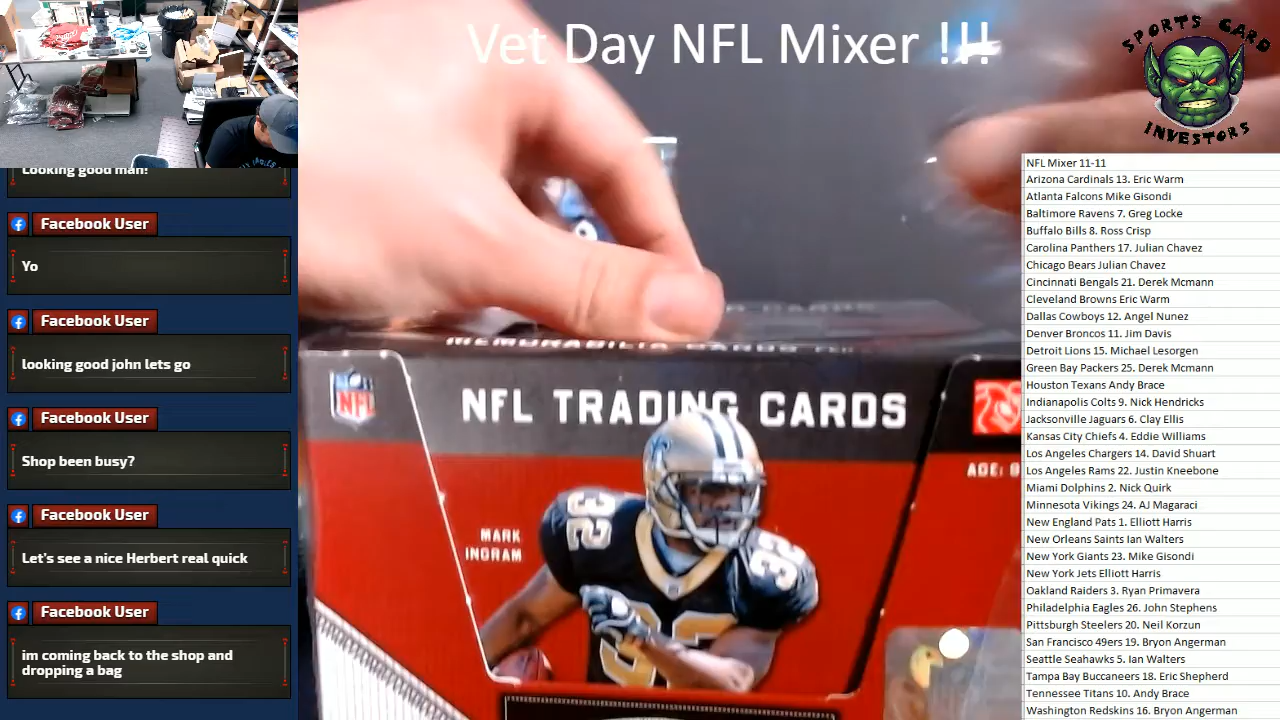 Vet Day NFL Mixer !!!
SPORTS CARD
INVESTORS
Looking good man!
Facebook User
Yo
Facebook User
looking good john lets go
Facebook User
Shop been busy?
Facebook User
Let's see a nice Herbert real quick
Facebook User
im coming back to the shop and
dropping a bag
MEMORABILIA CARDS
NFL
NFL TRADING CARDS
AGE: 9
MARK
INGRAM
32
32
32
NFL Mixer 11-11
Arizona Cardinals 13. Eric Warm
Atlanta Falcons Mike Gisondi
Baltimore Ravens 7. Greg Locke
Buffalo Bills 8. Ross Crisp
Carolina Panthers 17. Julian Chavez
Chicago Bears Julian Chavez
Cincinnati Bengals 21. Derek Mcmann
Cleveland Browns Eric Warm
Dallas Cowboys 12. Angel Nunez
Denver Broncos 11. Jim Davis
Detroit Lions 15. Michael Lesorgen
Green Bay Packers 25. Derek Mcmann
Houston Texans Andy Brace
Indianapolis Colts 9. Nick Hendricks
Jacksonville Jaguars 6. Clay Ellis
Kansas City Chiefs 4. Eddie Williams
Los Angeles Chargers 14. David Shuart
Los Angeles Rams 22. Justin Kneebone
Miami Dolphins 2. Nick Quirk
Minnesota Vikings 24. AJ Magaraci
New England Pats 1. Elliott Harris
New Orleans Saints Ian Walters
New York Giants 23. Mike Gisondi
New York Jets Elliott Harris
Oakland Raiders 3. Ryan Primavera
Philadelphia Eagles 26. John Stephens
Pittsburgh Steelers 20. Neil Korzun
San Francisco 49ers 19. Bryon Angerman
Seattle Seahawks 5. Ian Walters
Tampa Bay Buccaneers 18. Eric Shepherd
Tennessee Titans 10. Andy Brace
Washington Redskins 16. Bryon Angerman